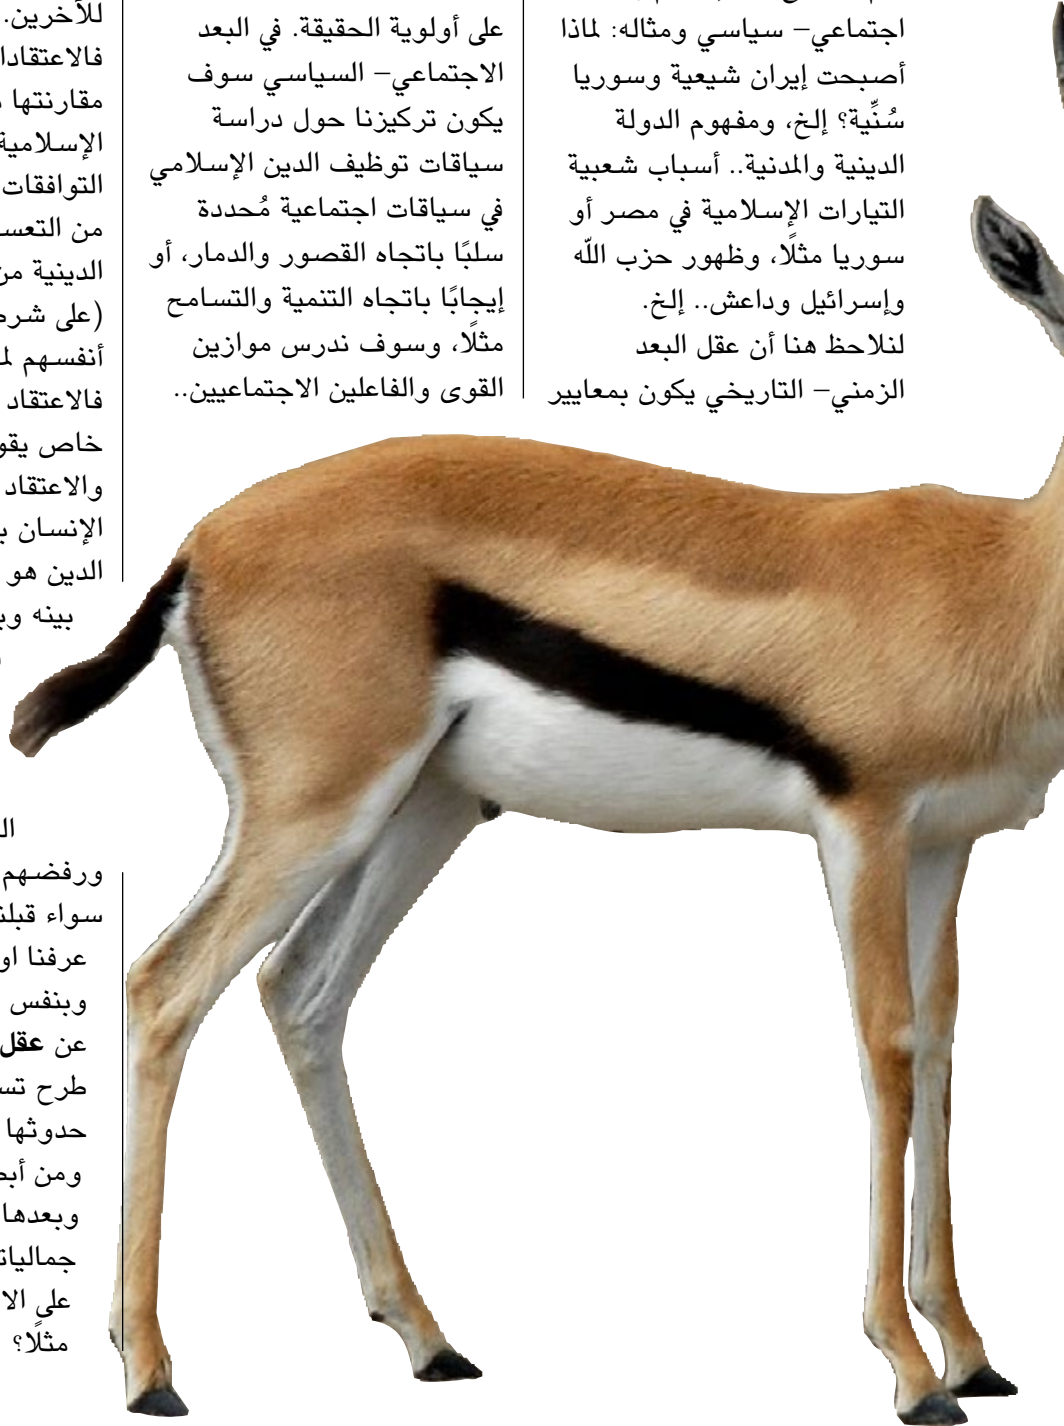 اجتماعي– سياسي ومثاله: لماذا
أصبحت إيران شيعية وسوريا
سُنِّية؟ إلخ، ومفهوم الدولة
الدينية والمدنية.. أسباب شعبية
التيارات الإسلامية في مصر أو
سوريا مثلًا، وظهور حزب الله
وإسرائيل وداعش.. إلخ.
لنلاحظ هنا أن عقل البعد
الزمني– التاريخي يكون بمعايير
على أولوية الحقيقة. في البعد
الاجتماعي– السياسي سوف
يكون تركيزنا حول دراسة
سياقات توظيف الدين الإسلامي
في سياقات اجتماعية مُحددة
سلبًا باتجاه القصور والدمار، أو
إيجابًا باتجاه التنمية والتسامح
مثلًا، وسوف ندرس موازين
القوى والفاعلين الاجتماعيين..
للآخرين.
فالاعتقادا
مقارنتها
الإسلامية
التوافقات
من التعس
الدينية من
(على شر
أنفسهم لم
فالاعتقاد
خاص يقو
والاعتقاد
الإنسان ب
الدين هو
بينه وب
ال
ورفضهم
سواء قبلن
عرفنا او
وبنفس
عن عقل
طرح تس
حدوثها
ومن أبح
وبعدها
جماليات
على الا
مثلًا؟